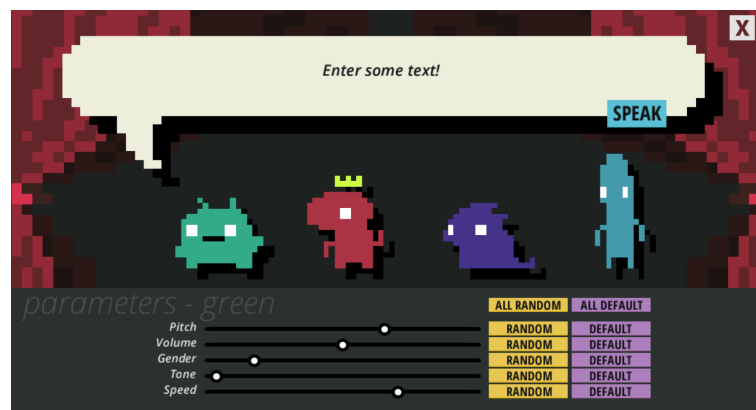 X
Enter some text!
SPEAK
parameters - green
ALL RANDOM ALL DEFAULT
Pitch RANDOM DEFAULT
Volume RANDOM DEFAULT
Gender RANDOM DEFAULT
Tone RANDOM DEFAULT
Speed RANDOM DEFAULT